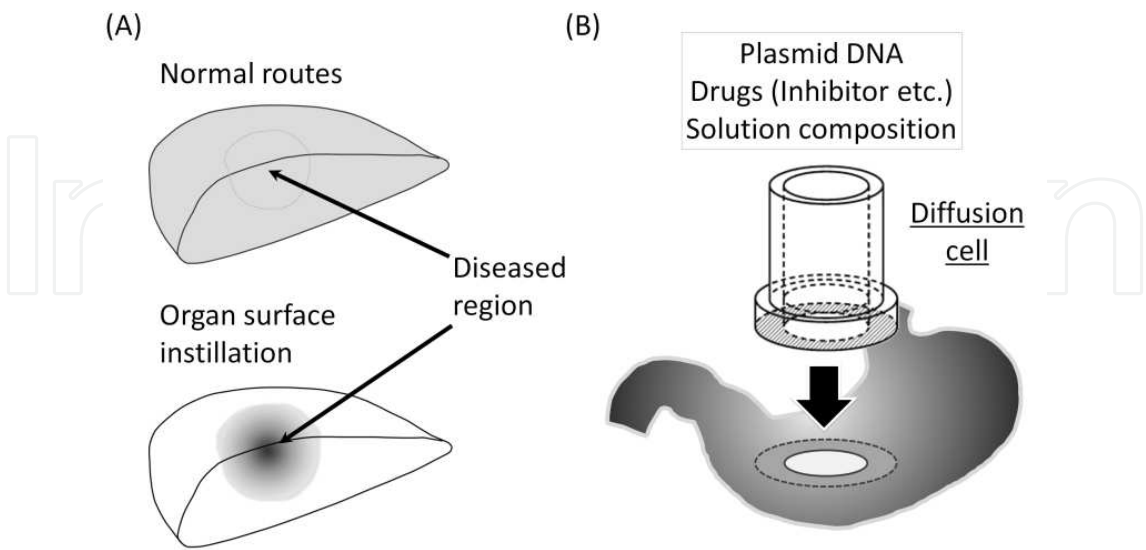 (A)
Normal routes
Diseased
region
Organ surface
instillation
(B)
Plasmid DNA
Drugs (Inhibitor etc.)
Solution composition
Diffusion
cell